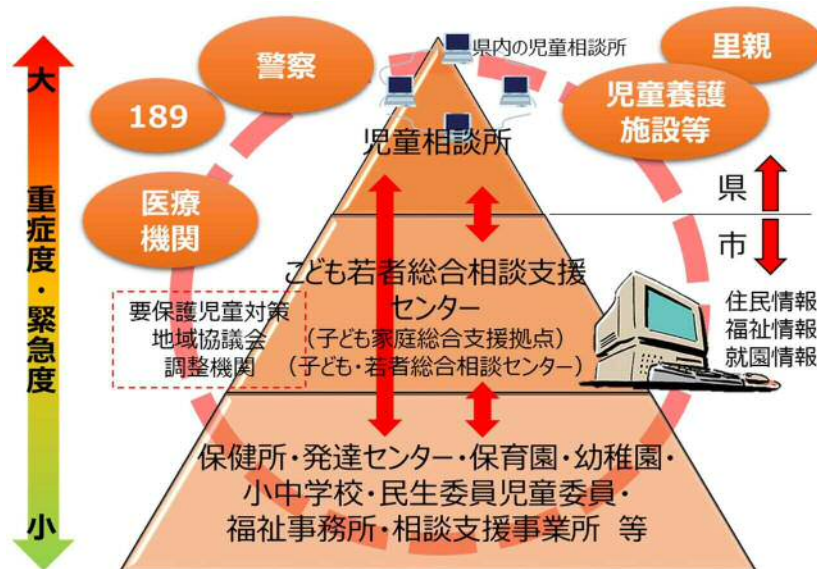 大
重症度・緊急度
小
警察
189
医療
機関
県内の児童相談所
里親
児童養護
施設等
児童相談所
県
市
こども若者総合相談支援
センター
(子ども家庭総合支援拠点)
(子ども・若者総合相談センター)
要保護児童対策
地域協議会
調整機関
住民情報
福祉情報
就園情報
保健所・発達センター・保育園・幼稚園・
小中学校・民生委員児童委員・
福祉事務所・相談支援事業所 等